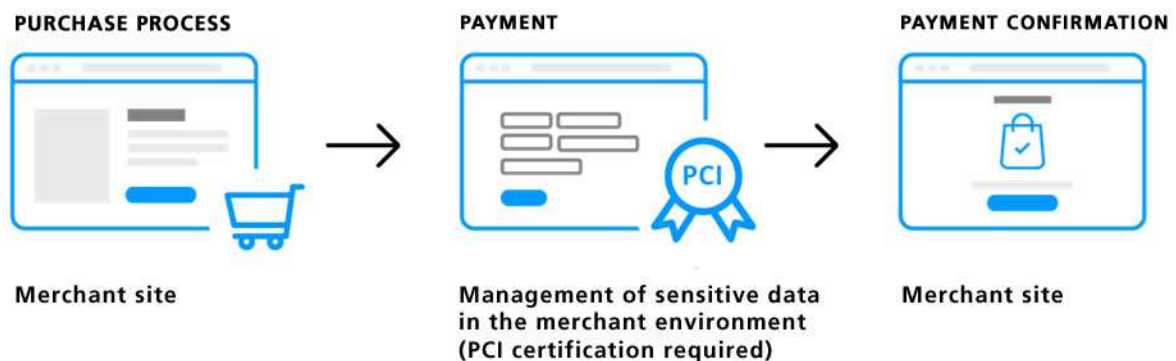 PURCHASE PROCESS
PAYMENT
PAYMENT CONFIRMATION
PCI
Merchant site
Management of sensitive data
in the merchant environment
(PCI certification required)
Merchant site